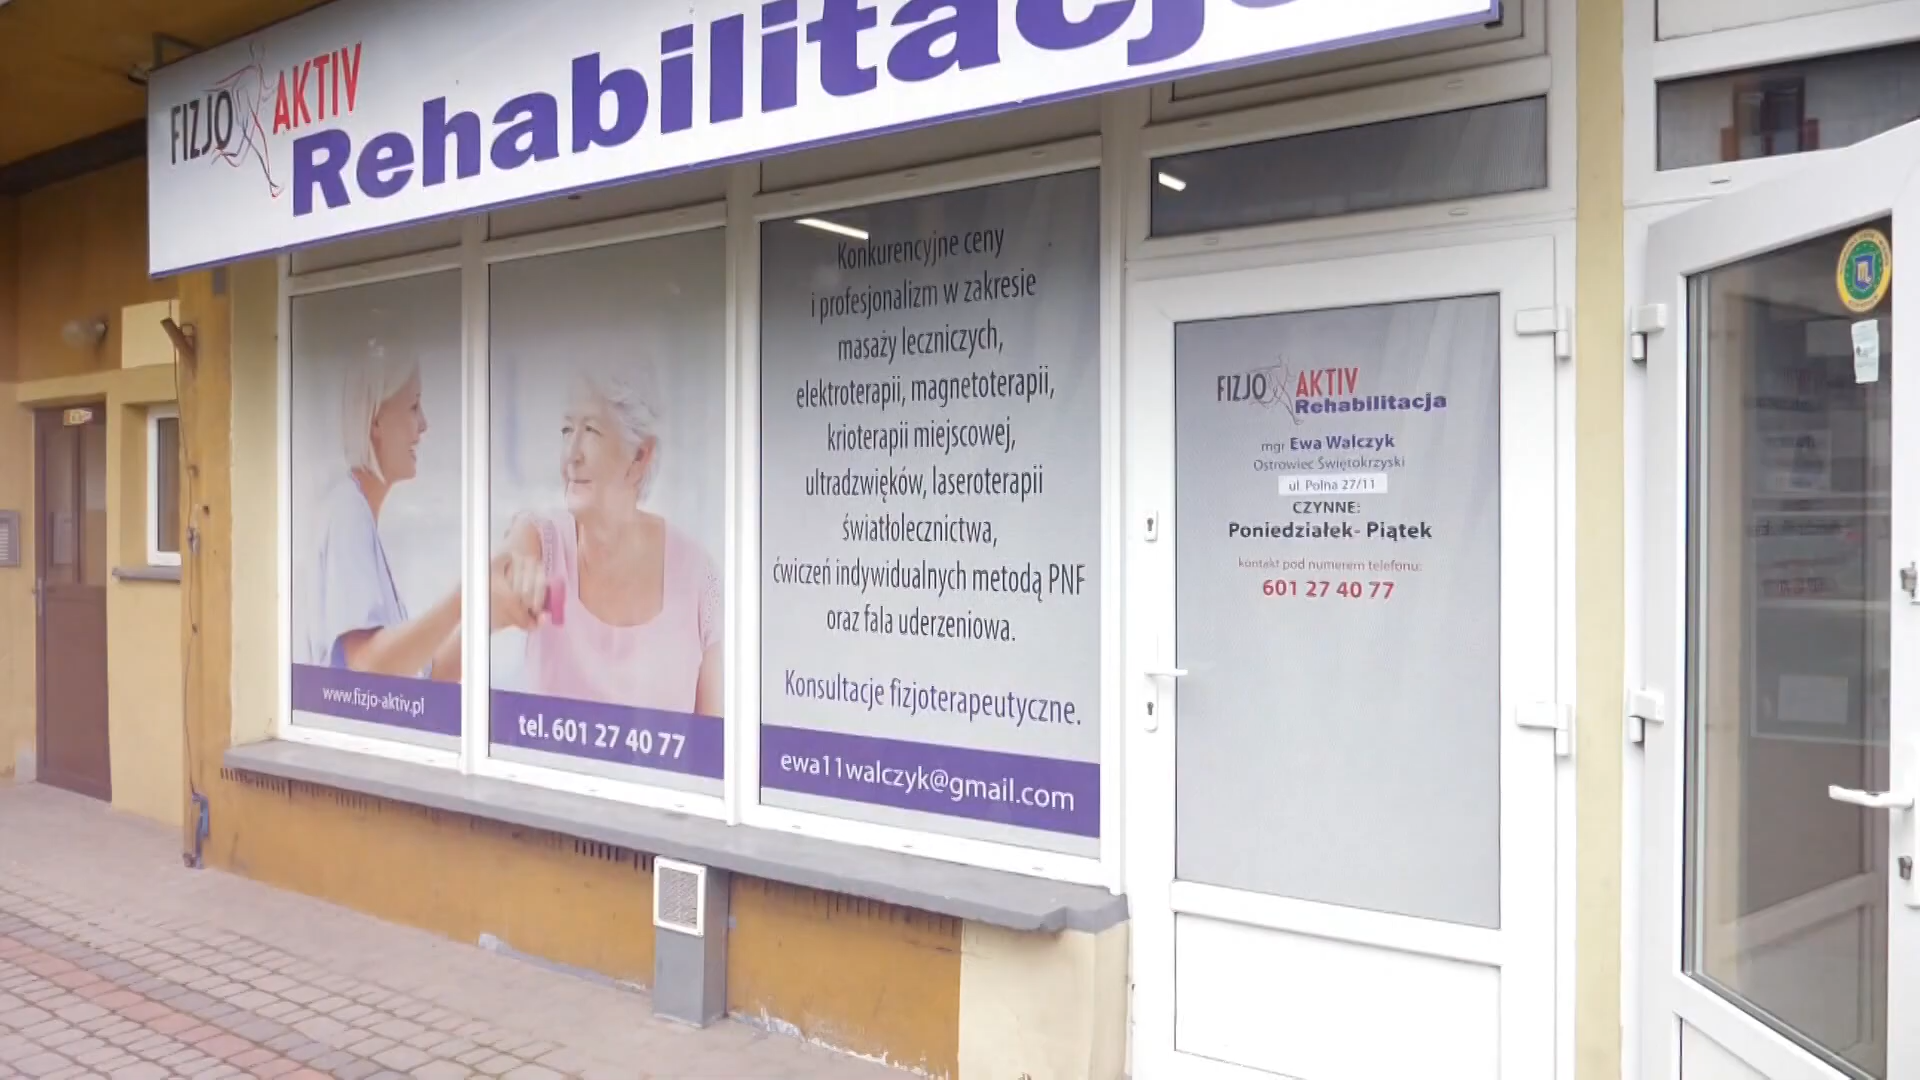 FIZJO AKTIV
Rehabilitacja
www.fizjo-aktiv.pl
tel. 601 27 40 77
Konkurencyjne ceny
i profesjonalizm w zakresie
masaży leczniczych,
elektroterapii, magnetoterapii,
krioterapii miejscowej,
ultradzwięków, laseroterapii
światłolecznictwa,
ćwiczeń indywidualnych metodą PNF
oraz fala uderzeniowa.
Konsultacje fizjoterapeutyczne.
ewa11walczyk@gmail.com
FIZJO AKTIV
Rehabilitacja
mgr Ewa Walczyk
Ostrowiec Świętokrzyski
ul Polna 27/11
CZYNNE:
Poniedziałek- Piątek
kontakt pod numerem telefonu:
601 27 40 77